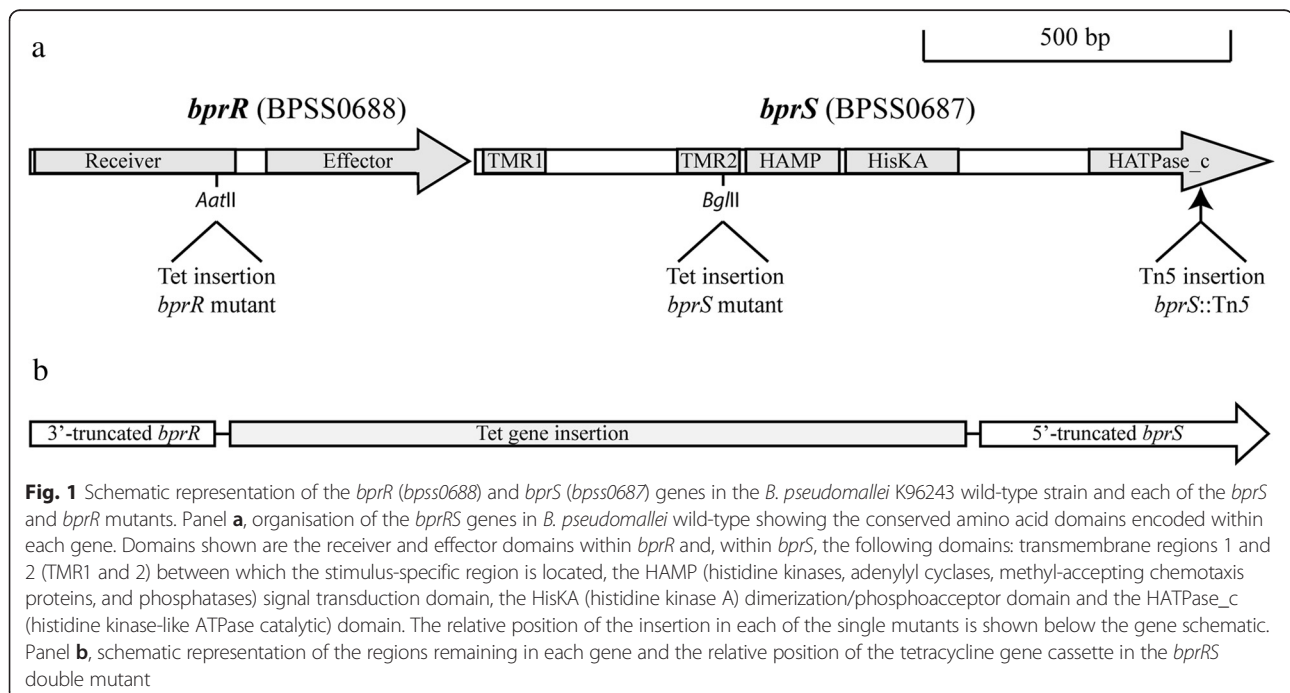 a
500 bp
bprR (BPSS0688) bprS (BPSS0687)
Receiver Effector TMR1 TMR2 HAMP HisKA HATPase_c
AatII BglII
Tet insertion Tet insertion Tn5 insertion
bprR mutant bprS mutant bprS::Tn5
b
3'-truncated bprR Tet gene insertion 5'-truncated bprS
Fig. 1 Schematic representation of the bprR (bpss0688) and bprS (bpss0687) genes in the B. pseudomallei K96243 wild-type strain and each of the bprS
and bprR mutants. Panel a, organisation of the bprRS genes in B. pseudomallei wild-type showing the conserved amino acid domains encoded within
each gene. Domains shown are the receiver and effector domains within bprR and, within bprS, the following domains: transmembrane regions 1 and
2 (TMR1 and 2) between which the stimulus-specific region is located, the HAMP (histidine kinases, adenylyl cyclases, methyl-accepting chemotaxis
proteins, and phosphatases) signal transduction domain, the HisKA (histidine kinase A) dimerization/phosphoacceptor domain and the HATPase_c
(histidine kinase-like ATPase catalytic) domain. The relative position of the insertion in each of the single mutants is shown below the gene schematic.
Panel b, schematic representation of the regions remaining in each gene and the relative position of the tetracycline gene cassette in the bprRS
double mutant